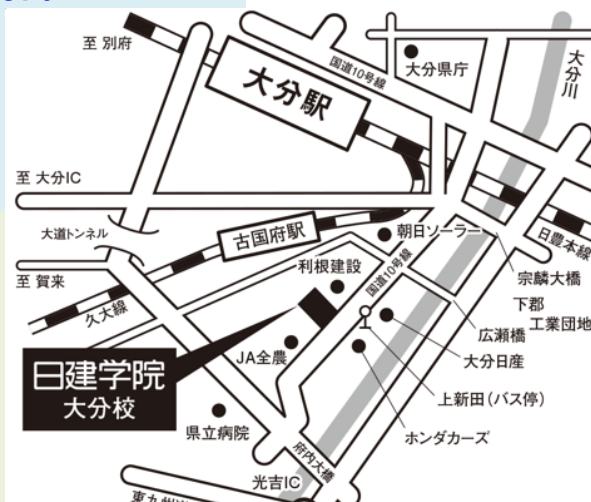 至 別府
国道10号線
大分県庁
大分川
大分駅
至 大分IC
大道トンネル
古国府駅
朝日ソーラー
日豊本線
至 賀来
利根建設
国道10号線
宗麟大橋
久大線
下郡
工業団地
広瀬橋
JA全農
大分日産
日建学院
大分校
上新田(バス停)
県立病院
ホンダカーズ
府内大橋
光吉IC